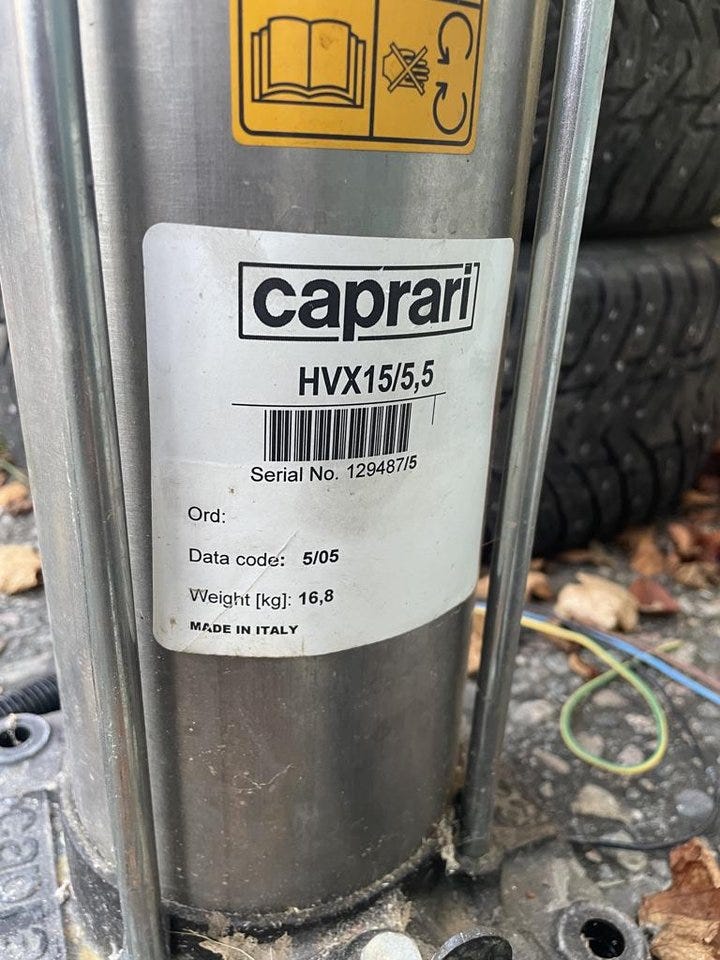 caprari
HVX15/5,5
Serial No. 129487/5
Ord:
Data code: 5/05
Weight [kg]: 16,8
MADE IN ITALY